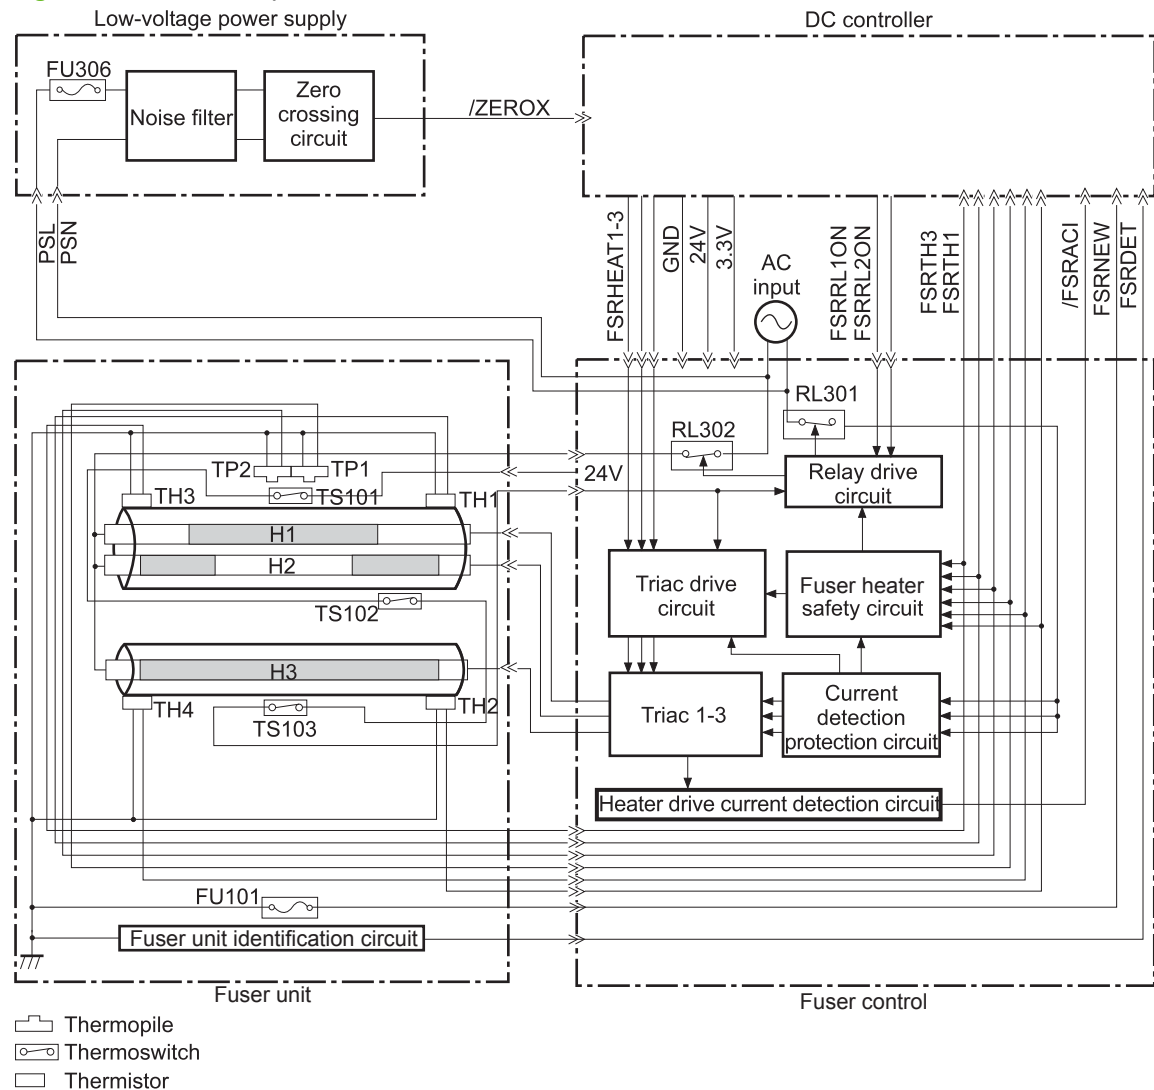 Low-voltage power supply
DC controller
FU306
Noise filter
Zero
crossing
circuit
/ZEROX
PSL
PSN
FSRHEAT1-3
GND
24V
3.3V
AC
input
FSRRL1ON
FSRRL2ON
FSRTH3
FSRTH1
/FSRACI
FSRNEW
FSRDET
RL301
RL302
24V
Relay drive
circuit
TP2
TP1
TH3
TS101
TH1
H1
H2
TS102
H3
TH4
TS103
TH2
Triac drive
circuit
Fuser heater
safety circuit
Triac 1-3
Current
detection
protection circuit
Heater drive current detection circuit
FU101
Fuser unit identification circuit
Fuser unit
Fuser control
Thermopile
Thermoswitch
Thermistor